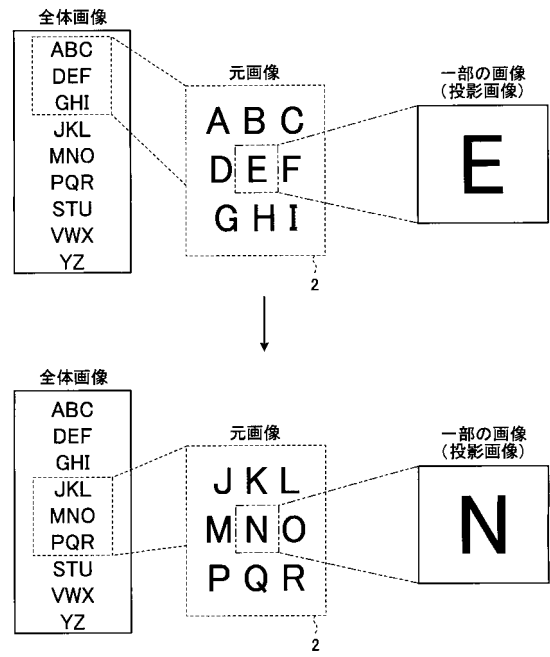 全体画像
ABC
DEF
GHI
JKL
MNO
PQR
STU
VWX
YZ
元画像
A B C
D E F
G H I
2
一部の画像
(投影画像)
E
全体画像
ABC
DEF
GHI
JKL
MNO
PQR
STU
VWX
YZ
元画像
J K L
M N O
P Q R
2
一部の画像
(投影画像)
N